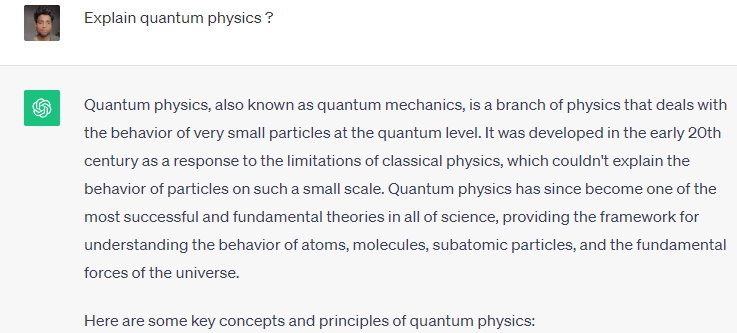 Explain quantum physics ?
Quantum physics, also known as quantum mechanics, is a branch of physics that deals with
the behavior of very small particles at the quantum level. It was developed in the early 20th
century as a response to the limitations of classical physics, which couldn't explain the
behavior of particles on such a small scale. Quantum physics has since become one of the
most successful and fundamental theories in all of science, providing the framework for
understanding the behavior of atoms, molecules, subatomic particles, and the fundamental
forces of the universe.
Here are some key concepts and principles of quantum physics: